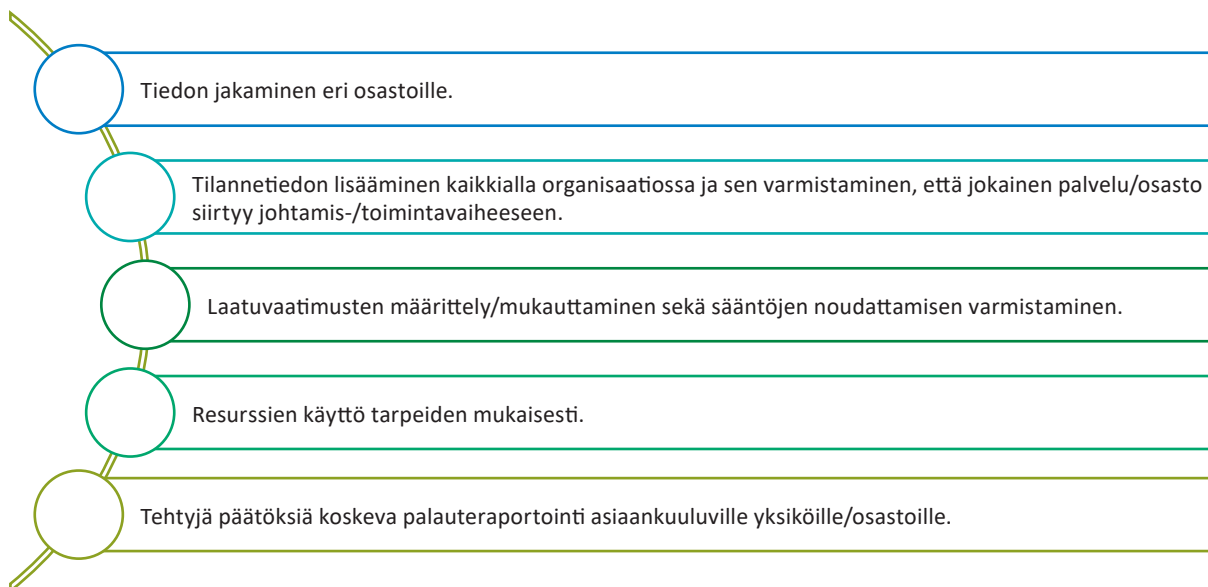 Tiedon jakaminen eri osastoille.
Tilannetiedon lisääminen kaikkialla organisaatiossa ja sen varmistaminen, että jokainen palvelu/osasto
siirtyy johtamis-/toimintavaiheeseen.
Laatuvaatimusten määrittely/mukauttaminen sekä sääntöjen noudattamisen varmistaminen.
Resurssien käyttö tarpeiden mukaisesti.
Tehtyjä päätöksiä koskeva palauteraportointi asiaankuuluville yksiköille/osastoille.